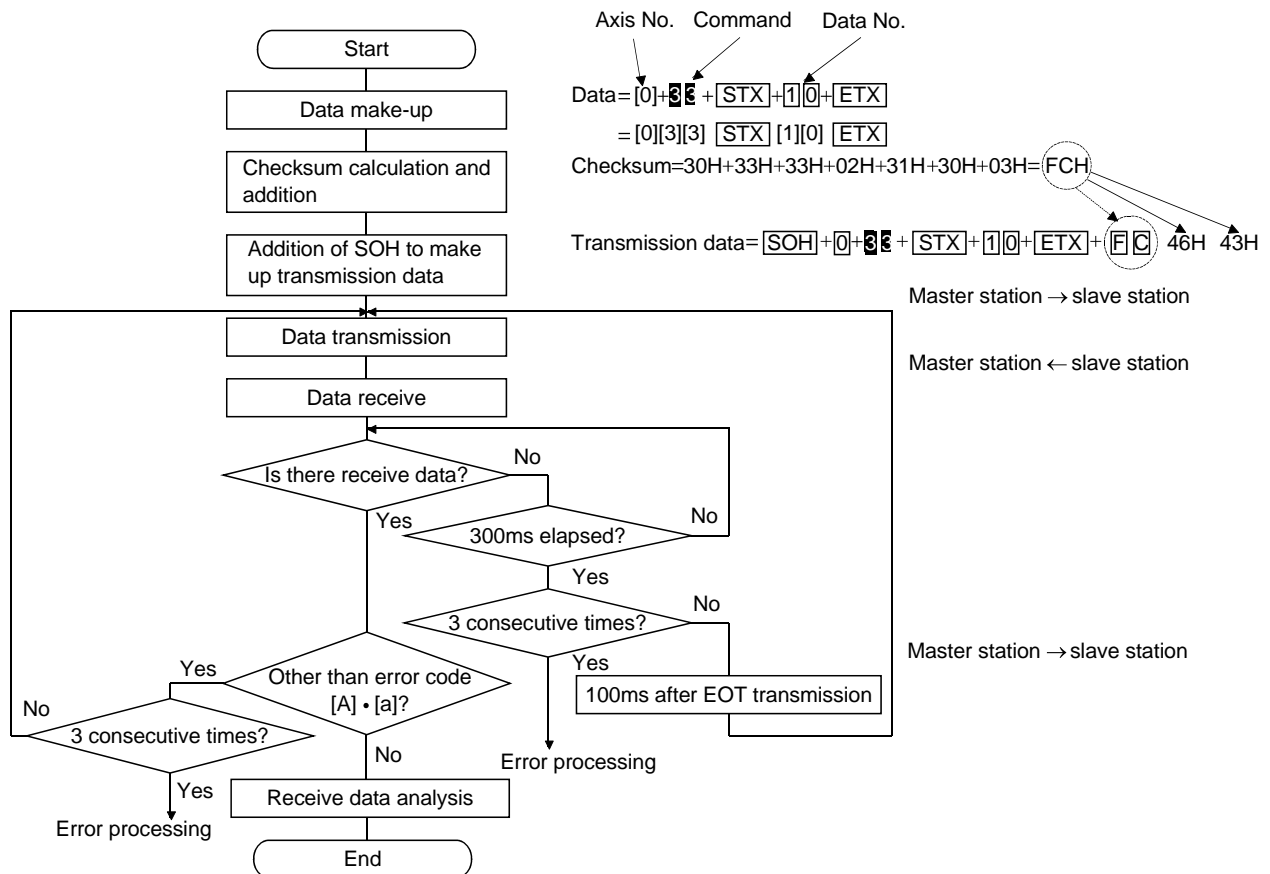 Axis No. Command Data No.
Start
Data=[0]+3 3+STX+1 0+ETX
Data make-up
=[0][3][3] STX [1][0] ETX
Checksum calculation and
addition
Checksum=30H+33H+33H+02H+31H+30H+03H=FCH
Addition of SOH to make
up transmission data
Transmission data=SOH+0+3 3+STX+1 0+ETX+F C 46H 43H
Master station → slave station
Data transmission
Master station ← slave station
Data receive
Is there receive data?
No
Yes
300ms elapsed?
No
Yes
3 consecutive times?
No
Yes
Master station → slave station
100ms after EOT transmission
Error processing
Other than error code
[A] • [a]?
Yes
No
3 consecutive times?
No
Yes
Error processing
Receive data analysis
End